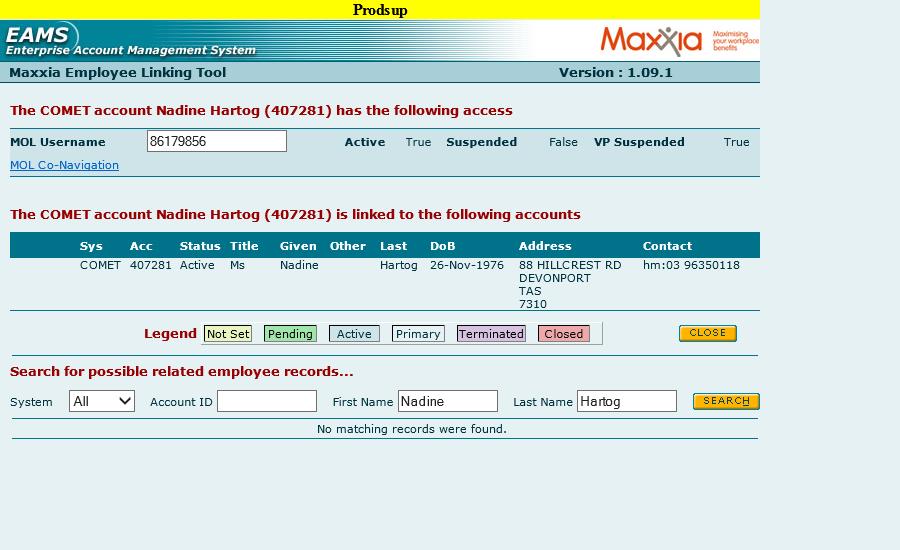 Prodsup
EAMS
Enterprise Account Management System
Maxxia Maximising your workplace benefits
Maxxia Employee Linking Tool Version : 1.09.1
The COMET account Nadine Hartog (407281) has the following access
MOL Username 86179856 Active True Suspended False VP Suspended True
MOL Co-Navigation
The COMET account Nadine Hartog (407281) is linked to the following accounts
Sys Acc Status Title Given Other Last DoB Address Contact
COMET 407281 Active Ms Nadine Hartog 26-Nov-1976 88 HILLCREST RD hm:03 96350118
DEVONPORT
TAS
7310
Legend Not Set Pending Active Primary Terminated Closed CLOSE
Search for possible related employee records...
System All Account ID First Name Nadine Last Name Hartog SEARCH
No matching records were found.